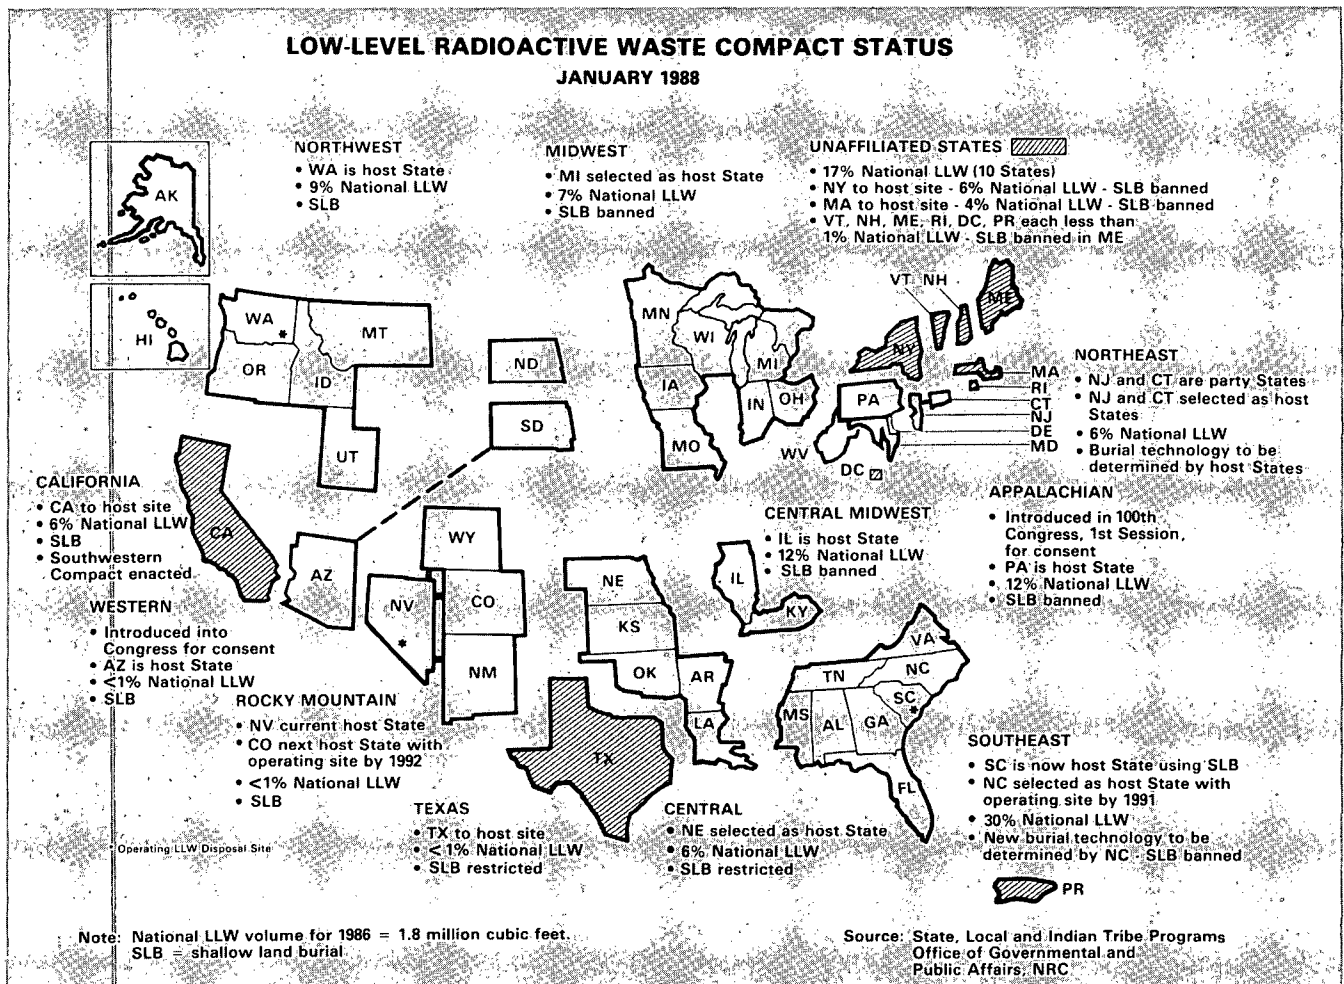 LOW-LEVEL RADIOACTIVE WASTE COMPACT STATUS
JANUARY 1988
AK
HI
NORTHWEST
• WA is host State
• 9% National LLW
• SLB
MIDWEST
• MI selected as host State
• 7% National LLW
• SLB banned
UNAFFILIATED STATES
• 17% National LLW (10 States)
• NY to host site - 6% National LLW - SLB banned
• MA to host site - 4% National LLW - SLB banned
• VT, NH, ME, RI, DC, PR each less than
1% National LLW - SLB banned in ME
WA *
MT
OR
ID
UT
ND
SD
MN
WI
MI
IA
IN
OH
MO
VT NH
ME
NY
PA
WV
DC
MA
RI
CT
NJ
DE
MD
NORTHEAST
• NJ and CT are party States
• NJ and CT selected as host
States
• 6% National LLW
• Burial technology to be
determined by host States
CALIFORNIA
• CA to host site
• 6% National LLW
• SLB
• Southwestern
Compact enacted
CA
AZ
WESTERN
• Introduced into
Congress for consent
• AZ is host State
• <1% National LLW
• SLB
WY
NV
*
CO
NM
ROCKY MOUNTAIN
• NV current host State
• CO next host State with
operating site by 1992
• <1% National LLW
• SLB
NE
KS
OK
AR
LA
TX
TEXAS
• TX to host site
• <1% National LLW
• SLB restricted
CENTRAL
• NE selected as host State
• 6% National LLW
• SLB restricted
CENTRAL MIDWEST
• IL is host State
• 12% National LLW
• SLB banned
IL
KY
APPALACHIAN
• Introduced in 100th
Congress, 1st Session,
for consent
• PA is host State
• 12% National LLW
• SLB banned
VA
TN
NC
SC
*
MS
AL
GA
FL
SOUTHEAST
• SC is now host State using SLB
• NC selected as host State with
operating site by 1991
• 30% National LLW
• New burial technology to be
determined by NC - SLB banned
PR
* Operating LLW Disposal Site
Note: National LLW volume for 1986 = 1.8 million cubic feet.
SLB = shallow land burial
Source: State, Local and Indian Tribe Programs
Office of Governmental and
Public Affairs, NRC